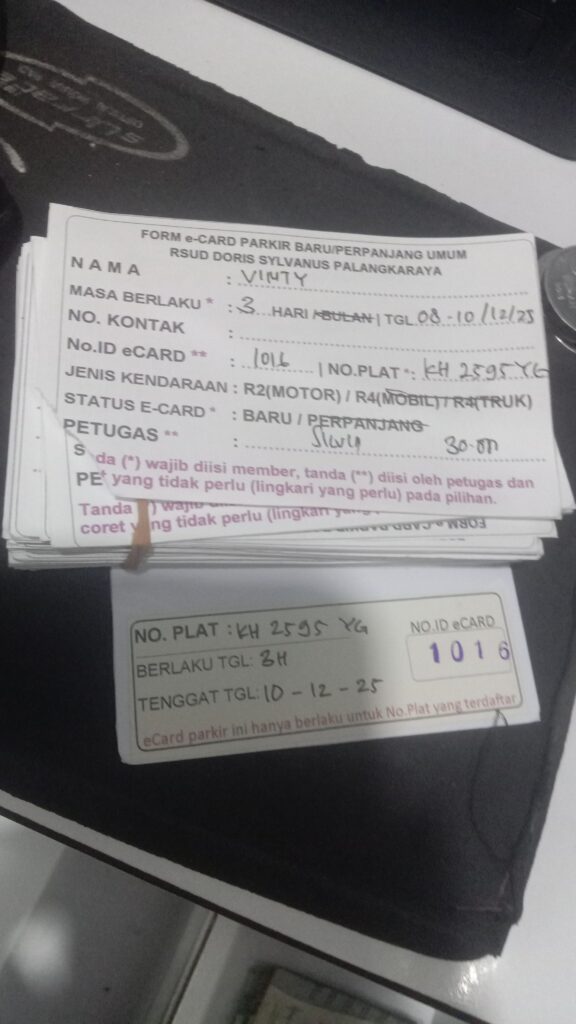 FORM e-CARD PARKIR BARU/PERPANJANG UMUM
RSUD DORIS SYLVANUS PALANGKARAYA
N A M A : VINTY
MASA BERLAKU * : 3 HARI / BULAN | TGL 08-10/12/25
NO. KONTAK :
No.ID eCARD ** : 1016 | NO.PLAT * : KH 2595 YG
JENIS KENDARAAN : R2(MOTOR) / R4(MOBIL) / R4(TRUK)
STATUS E-CARD * : BARU / PERPANJANG
PETUGAS ** :
da (*) wajib diisi member, tanda (**) diisi oleh petugas dan
yang tidak perlu (lingkari yang perlu) pada pilihan.
PE
Tanda ) wajib
coret yang tidak perlu (lingkari yang
NO. PLAT : KH 2595 YG
NO.ID eCARD
1016
BERLAKU TGL: 3H
TENGGAT TGL: 10 - 12 - 25
eCard parkir ini hanya berlaku untuk No.Plat yang terdaftar